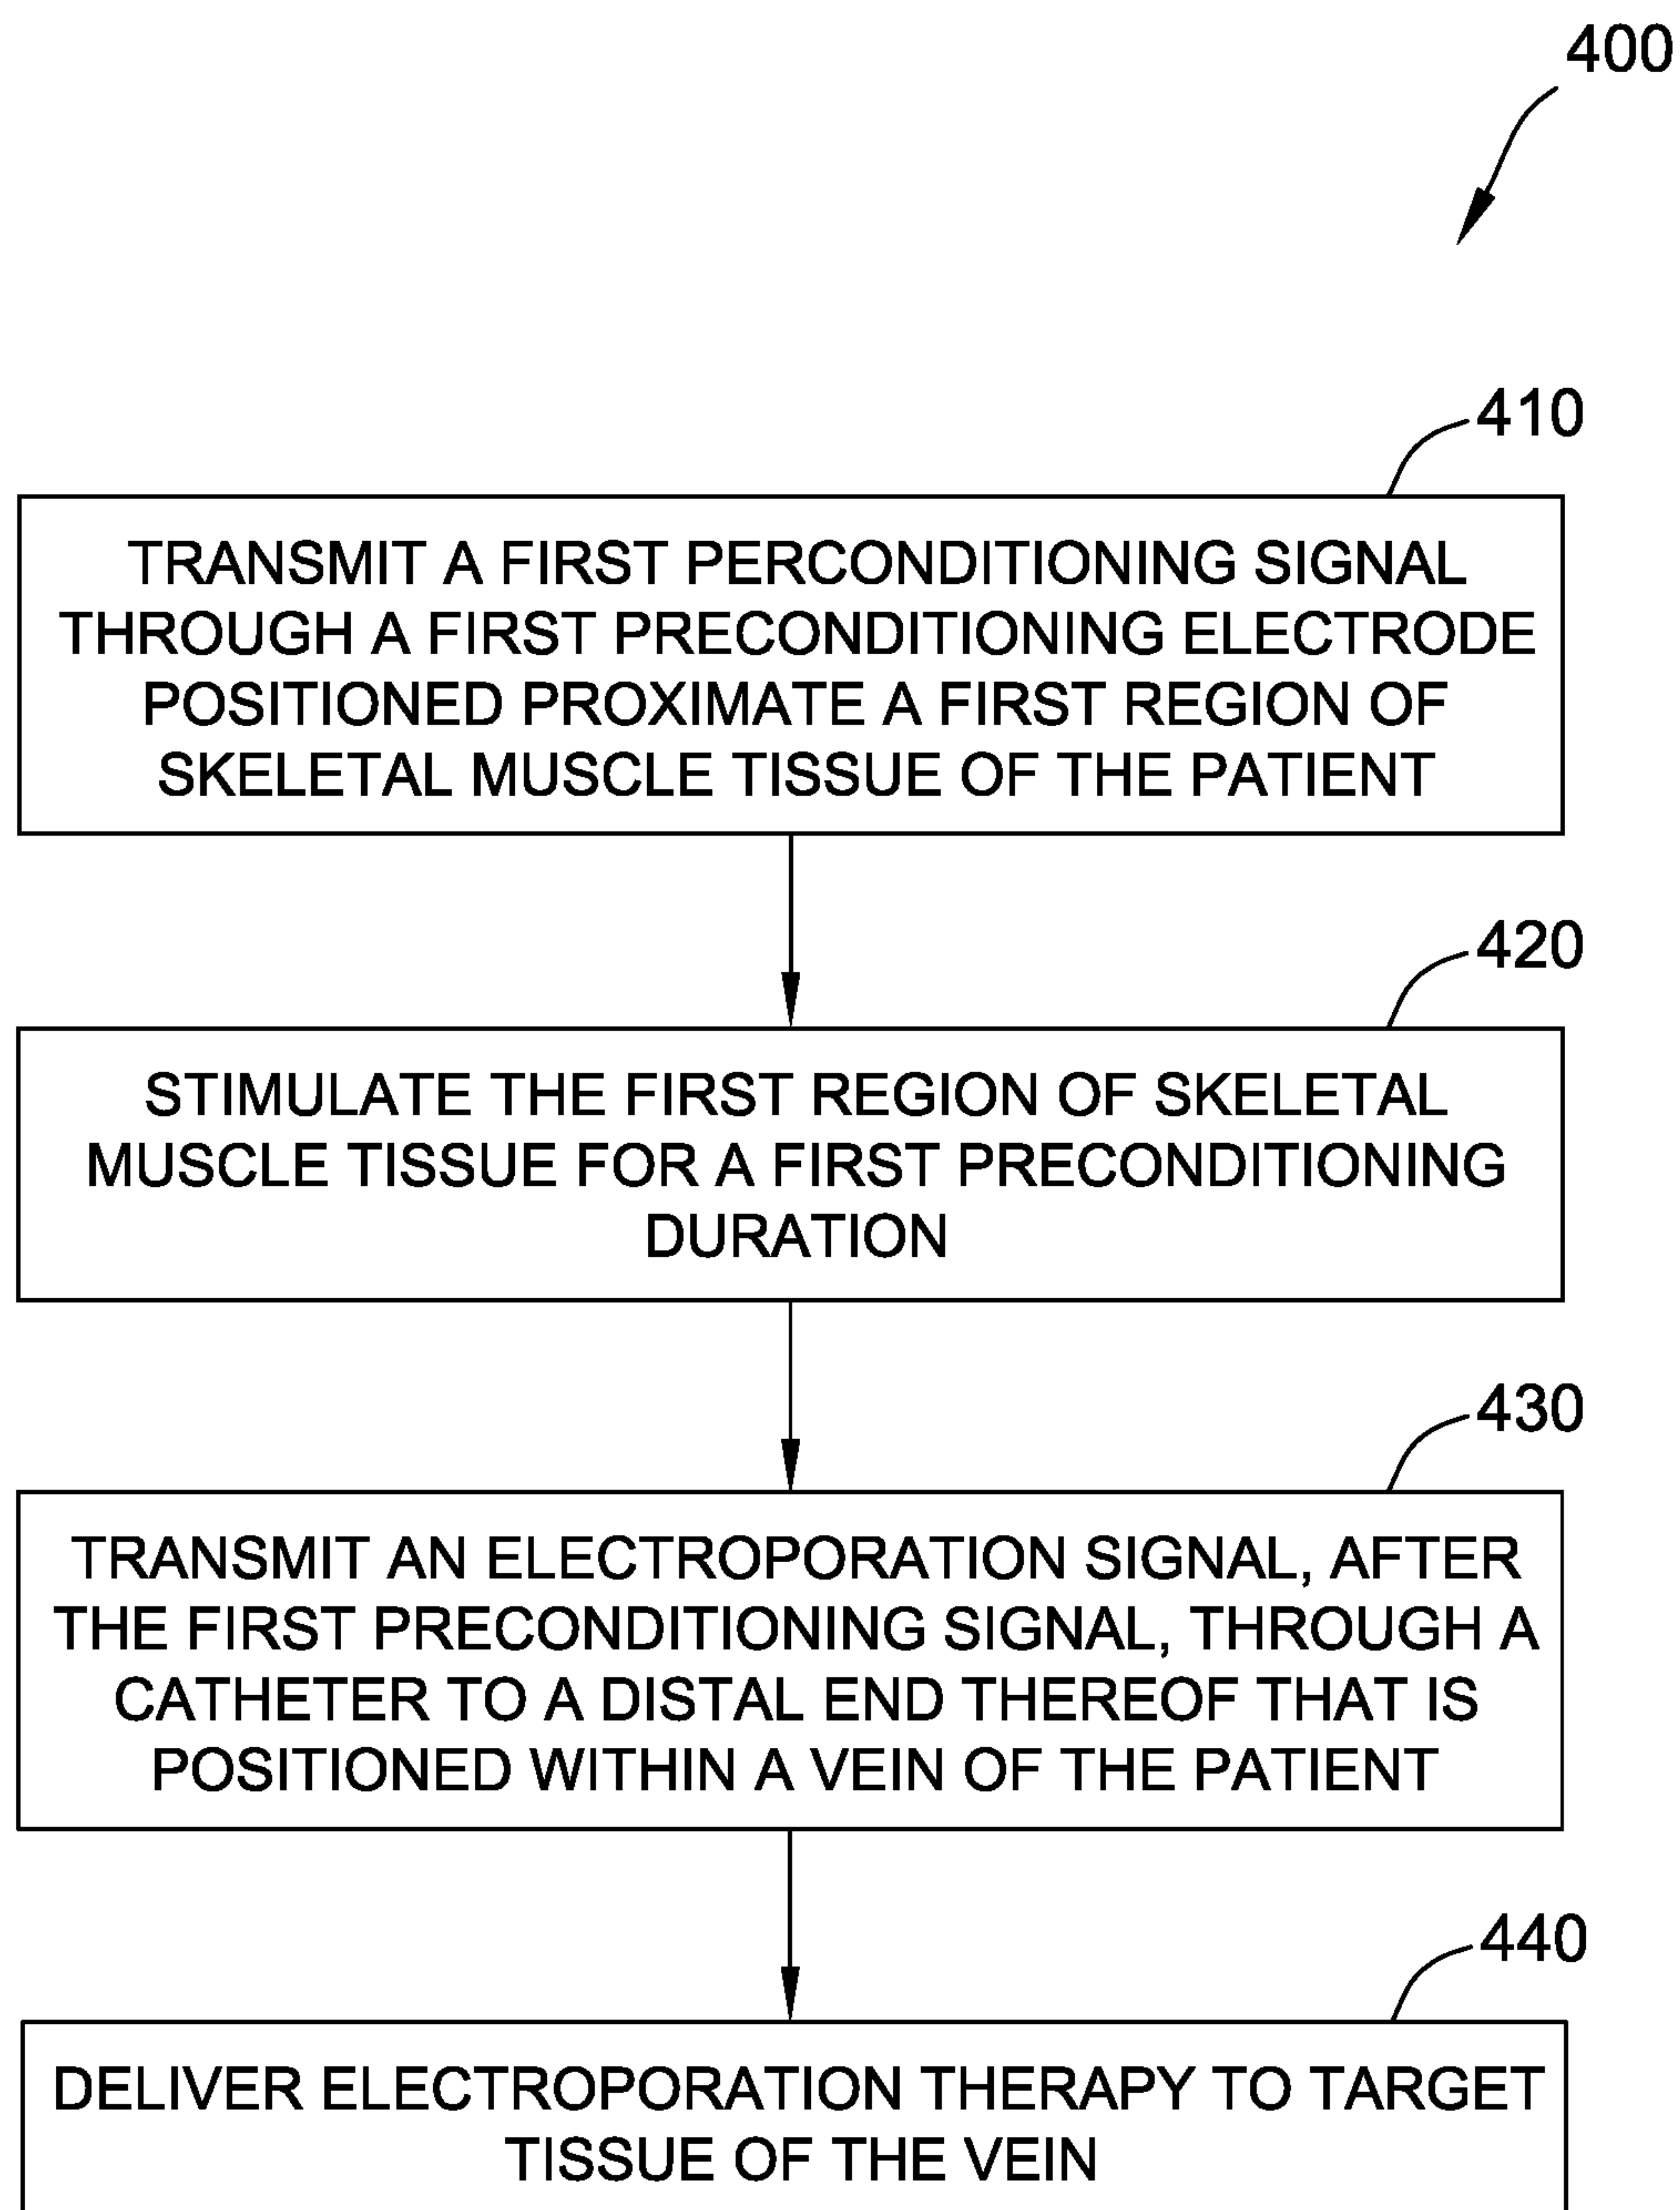 400
410
TRANSMIT A FIRST PERCONDITIONING SIGNAL
THROUGH A FIRST PRECONDITIONING ELECTRODE
POSITIONED PROXIMATE A FIRST REGION OF
SKELETAL MUSCLE TISSUE OF THE PATIENT
420
STIMULATE THE FIRST REGION OF SKELETAL
MUSCLE TISSUE FOR A FIRST PRECONDITIONING
DURATION
430
TRANSMIT AN ELECTROPORATION SIGNAL, AFTER
THE FIRST PRECONDITIONING SIGNAL, THROUGH A
CATHETER TO A DISTAL END THEREOF THAT IS
POSITIONED WITHIN A VEIN OF THE PATIENT
440
DELIVER ELECTROPORATION THERAPY TO TARGET
TISSUE OF THE VEIN